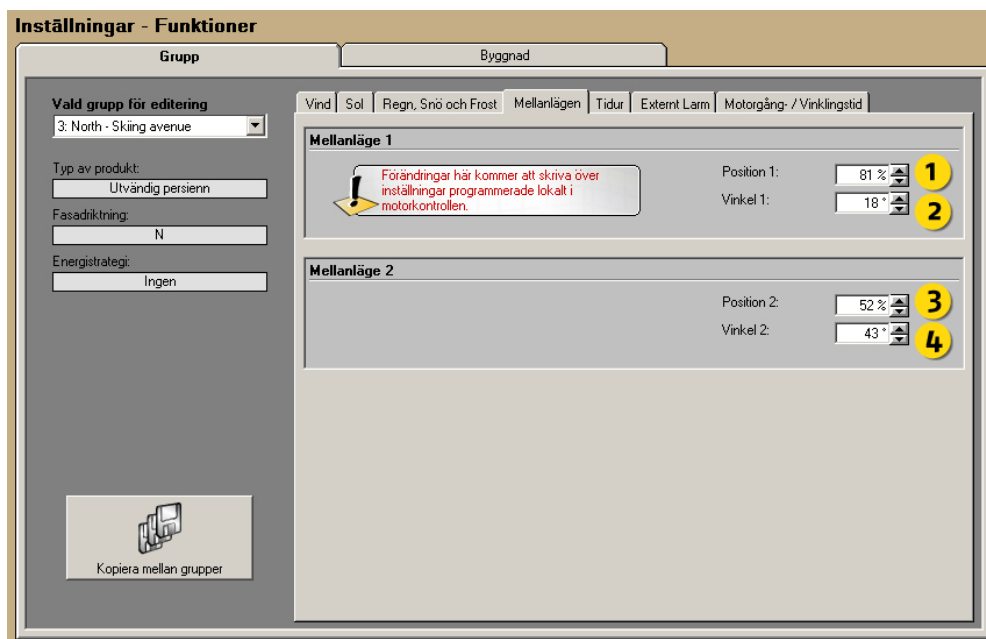 Inställningar - Funktioner
Grupp
Byggnad
Vald grupp för editering
3: North - Skiing avenue
Typ av produkt:
Utvändig persienn
Fasadriktning:
N
Energistrategi:
Ingen
Kopiera mellan grupper
Vind
Sol
Regn, Snö och Frost
Mellanlägen
Tidur
Externt Larm
Motorgång- / Vinklingstid
Mellanläge 1
Förändringar här kommer att skriva över
inställningar programmerade lokalt i
motorkontrollen.
Position 1:
81 %
1
Vinkel 1:
18 °
2
Mellanläge 2
Position 2:
52 %
3
Vinkel 2:
43 °
4